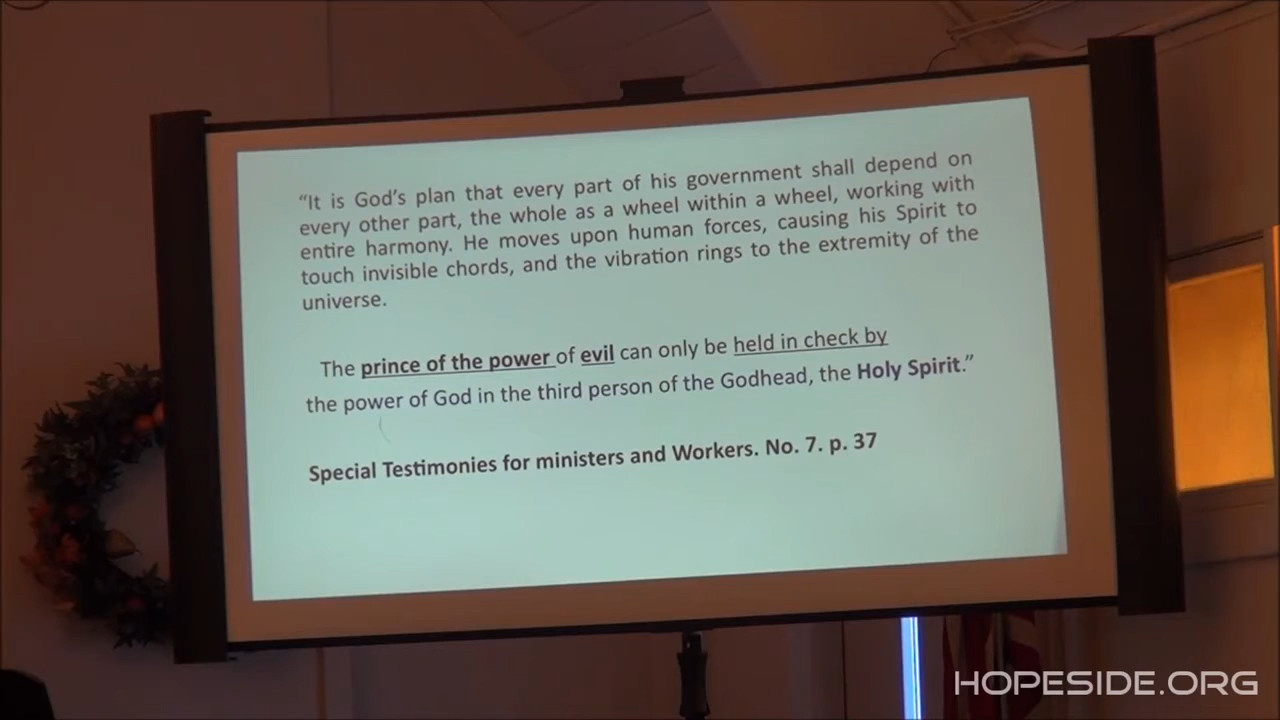 “It is God’s plan that every part of his government shall depend on
every other part, the whole as a wheel within a wheel, working with
entire harmony. He moves upon human forces, causing his Spirit to
touch invisible chords, and the vibration rings to the extremity of the
universe.
The prince of the power of evil can only be held in check by
the power of God in the third person of the Godhead, the Holy Spirit.”
Special Testimonies for ministers and Workers. No. 7. p. 37
HOPESIDE.ORG